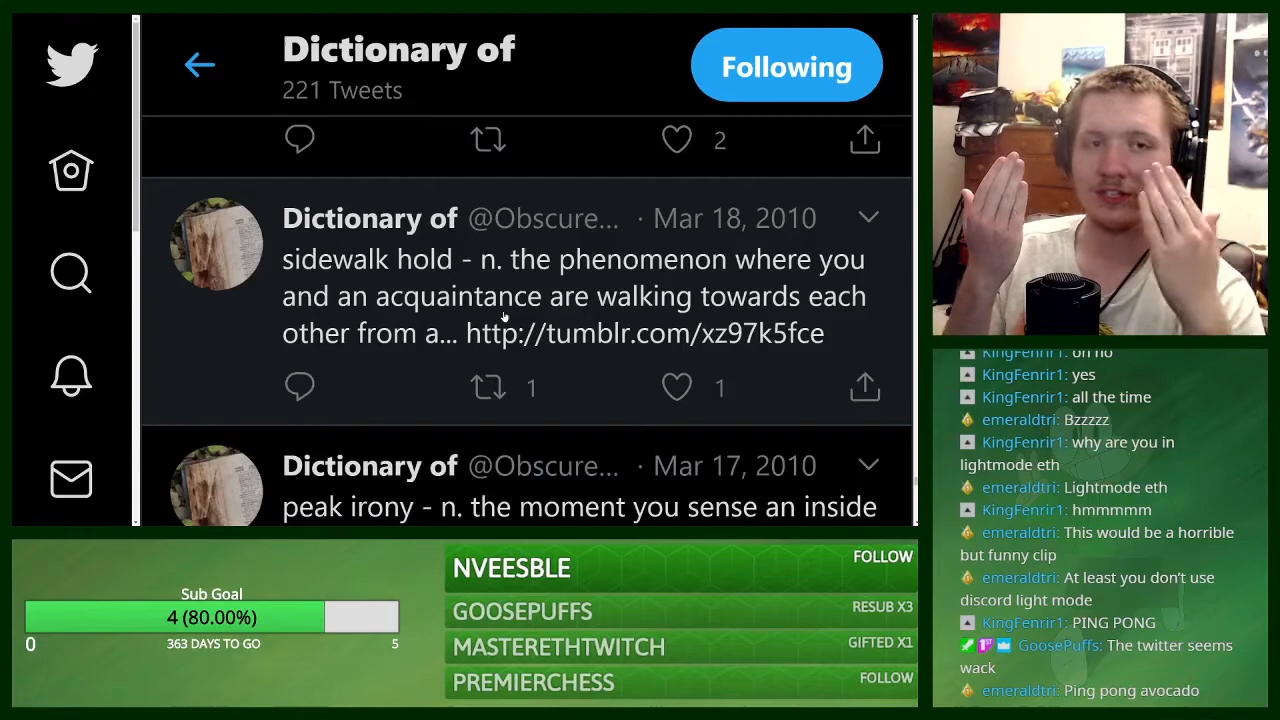 Dictionary of
221 Tweets
Following
2
Dictionary of @Obscure... · Mar 18, 2010
sidewalk hold - n. the phenomenon where you
and an acquaintance are walking towards each
other from a... http://tumblr.com/xz97k5fce
1
1
Dictionary of @Obscure... · Mar 17, 2010
peak irony - n. the moment you sense an inside
KingFenrir1: oh no
KingFenrir1: yes
KingFenrir1: all the time
emeraldtri: Bzzzzz
KingFenrir1: why are you in
lightmode eth
emeraldtri: Lightmode eth
KingFenrir1: hmmmmm
emeraldtri: This would be a horrible
but funny clip
emeraldtri: At least you don't use
discord light mode
KingFenrir1: PING PONG
GoosePuffs: The twitter seems
wack
emeraldtri: Ping pong avocado
Sub Goal
4 (80.00%)
0
363 DAYS TO GO
5
NVEESBLE FOLLOW
GOOSEPUFFS RESUB X3
MASTERETHTWITCH GIFTED X1
PREMIERCHESS FOLLOW